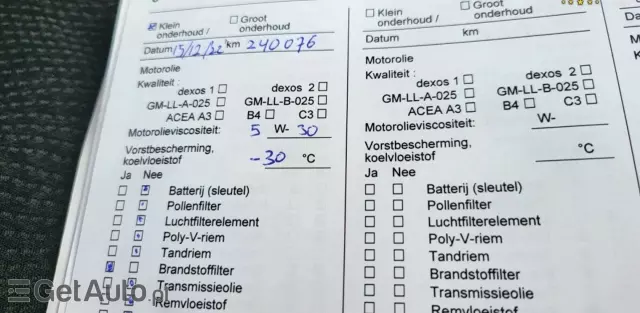 Klein onderhoud / Groot onderhoud
Datum 15/12/22 km 240076
Motorolie
Kwaliteit :
dexos 1 dexos 2
GM-LL-A-025 GM-LL-B-025
ACEA A3 B4 C3
Motorolieviscositeit: 5 W- 30
Vorstbescherming,
koelvloeistof -30 °C
Ja Nee
Batterij (sleutel)
Pollenfilter
Luchtfilterelement
Poly-V-riem
Tandriem
Brandstoffilter
Transmissieolie
Remvloeistof
Klein onderhoud / Groot onderhoud
Datum km
Motorolie
Kwaliteit :
dexos 1 dexos 2
GM-LL-A-025 GM-LL-B-025
ACEA A3 B4 C3
Motorolieviscositeit: W-
Vorstbescherming,
koelvloeistof °C
Ja Nee
Batterij (sleutel)
Pollenfilter
Luchtfilterelement
Poly-V-riem
Tandriem
Brandstoffilter
Transmissieolie
Remvloeistof
GetAuto.pl